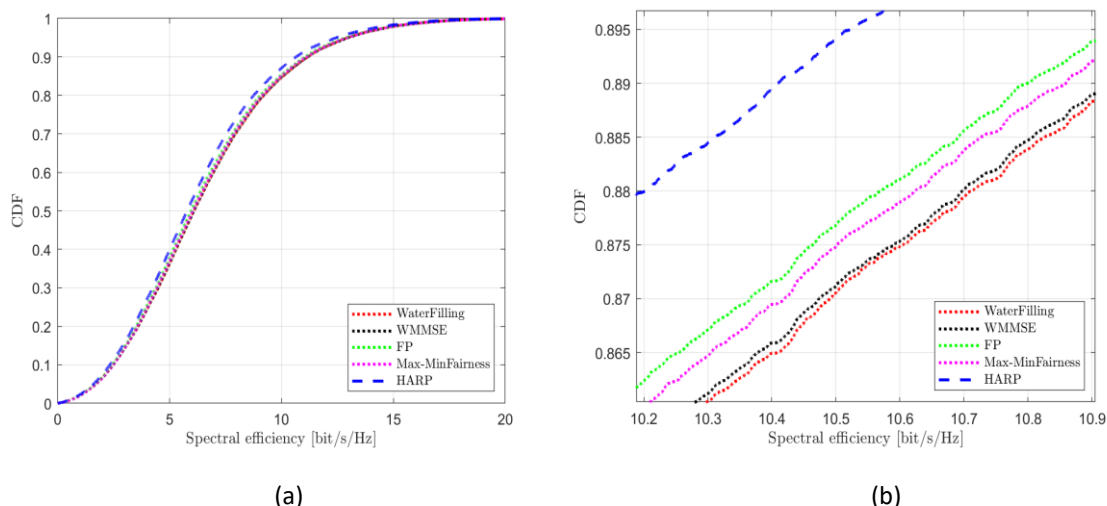 1
0.9
0.8
0.7
0.6
0.5
0.4
0.3
0.2
0.1
0
CDF
WaterFilling
WMMSE
FP
Max-MinFairness
HARP
0 5 10 15 20
Spectral efficiency [bit/s/Hz]
(a)
0.895
0.89
0.885
0.88
0.875
0.87
0.865
CDF
WaterFilling
WMMSE
FP
Max-MinFairness
HARP
10.2 10.3 10.4 10.5 10.6 10.7 10.8 10.9
Spectral efficiency [bit/s/Hz]
(b)